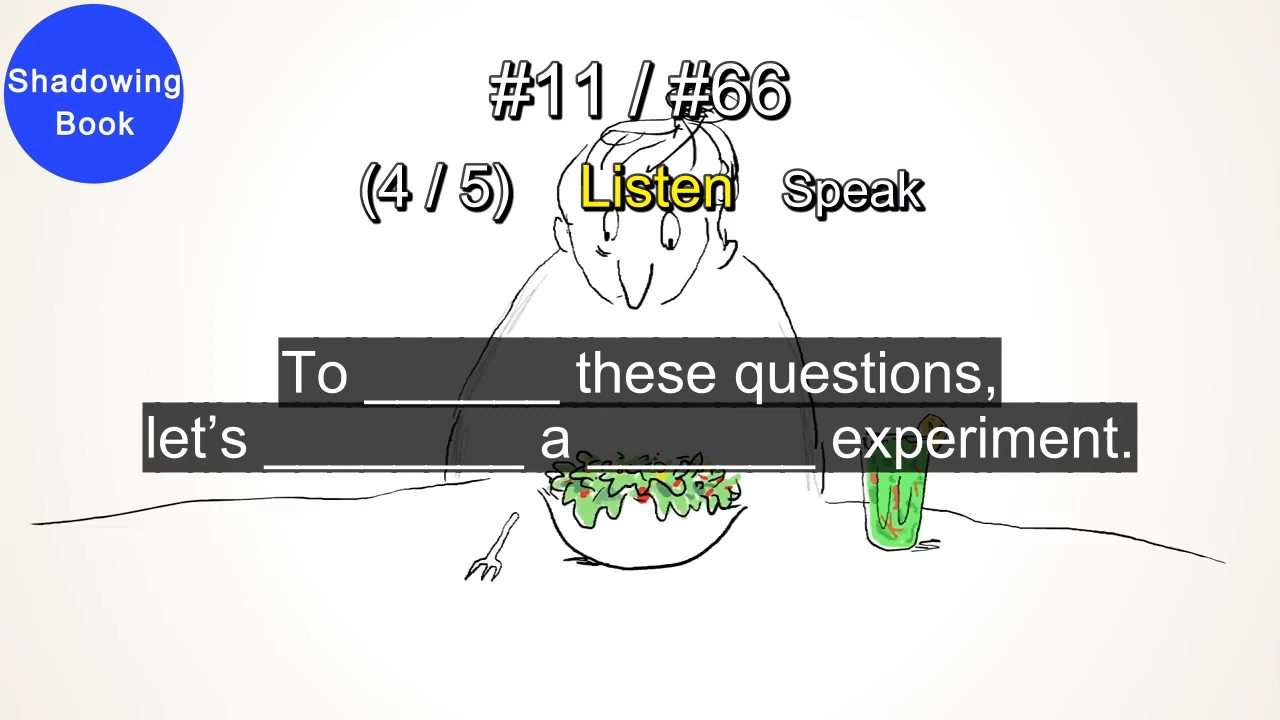 Shadowing
Book
#11 / #66
(4 / 5) Listen Speak
To ______ these questions,
let’s ________ a _______ experiment.